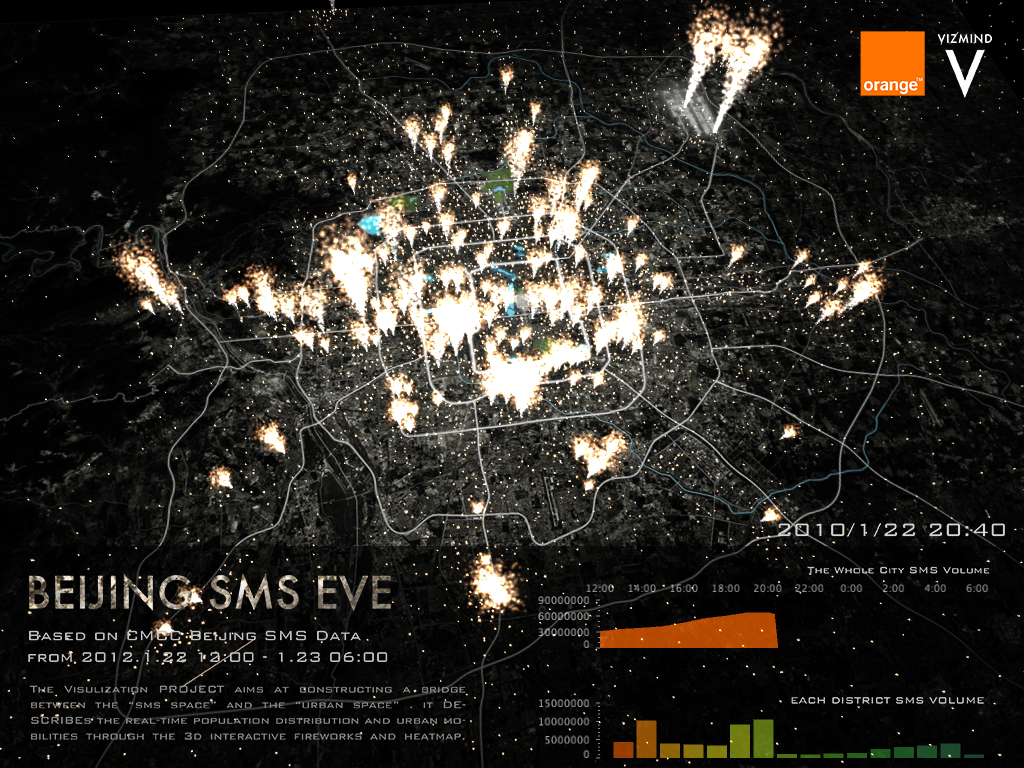 VIZMIND
V
orange™
2010/1/22 20:40
BEIJING SMS EVE
BASED ON CMCC BEIJING SMS DATA.
FROM 2012.1.22 12:00 - 1.23 06:00
THE VISULIZATION PROJECT AIMS AT CONSTRUCTING A BRIDGE
BETWEEN THE "SMS SPACE" AND THE "URBAN SPACE" . IT DE-
SCRIBES THE REAL-TIME POPULATION DISTRIBUTION AND URBAN MO-
BILITIES THROUGH THE 3D INTERACTIVE FIREWORKS AND HEATMAP.
THE WHOLE CITY SMS VOLUME
12:00 14:00 16:00 18:00 20:00 22:00 0:00 2:00 4:00 6:00
90000000
60000000
30000000
0
EACH DISTRICT SMS VOLUME
15000000
10000000
5000000
0